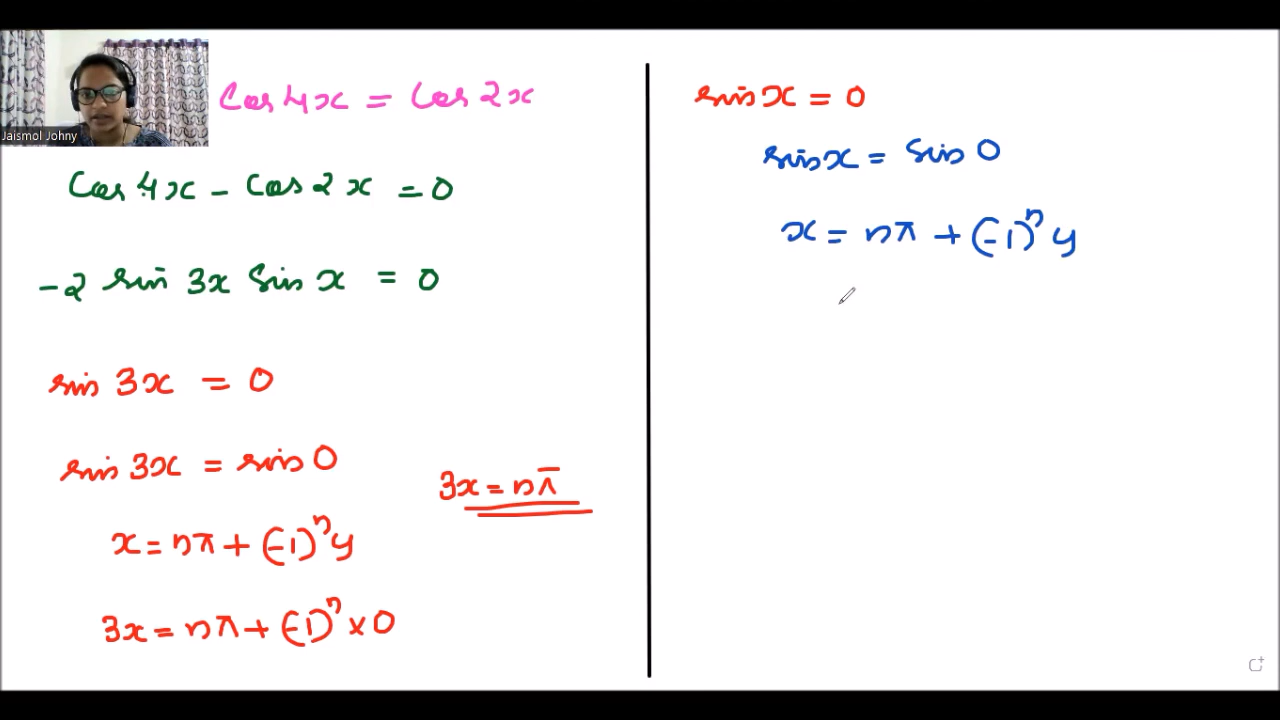 Jaismol Johny
cos 4x = cos 2x
cos 4x - cos 2x = 0
-2 sin 3x sin x = 0
sin 3x = 0
sin 3x = sin 0
x = nπ + (-1)ⁿ y
3x = nπ + (-1)ⁿ × 0
3x = nπ
sin x = 0
sin x = sin 0
x = nπ + (-1)ⁿ y